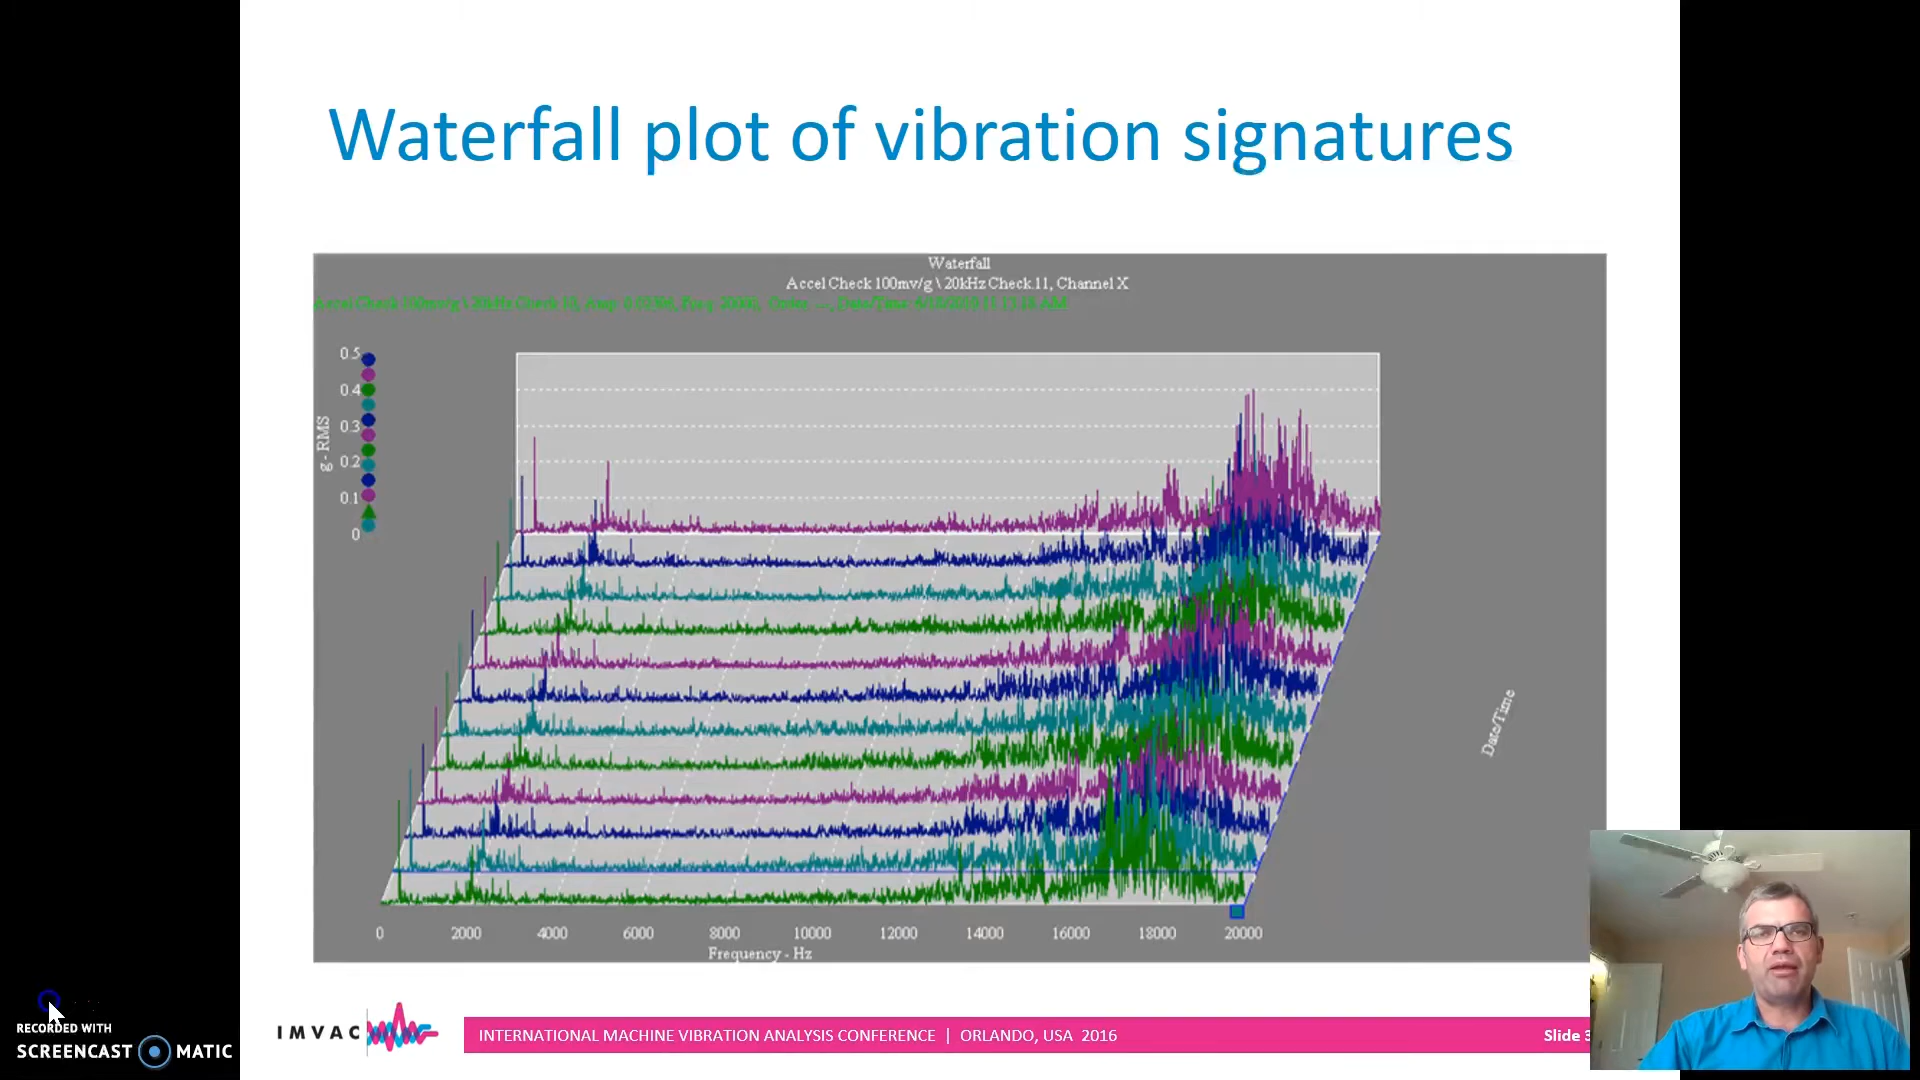 Waterfall plot of vibration signatures
Waterfall
Accel Check 100mv/g \ 20kHz Check.11, Channel X
0.5
0.4
0.3
0.2
0.1
0
g - RMS
Date/Time
0 2000 4000 6000 8000 10000 12000 14000 16000 18000 20000
Frequency - Hz
IMVAC
INTERNATIONAL MACHINE VIBRATION ANALYSIS CONFERENCE | ORLANDO, USA 2016
Slide 3
RECORDED WITH
SCREENCAST MATIC